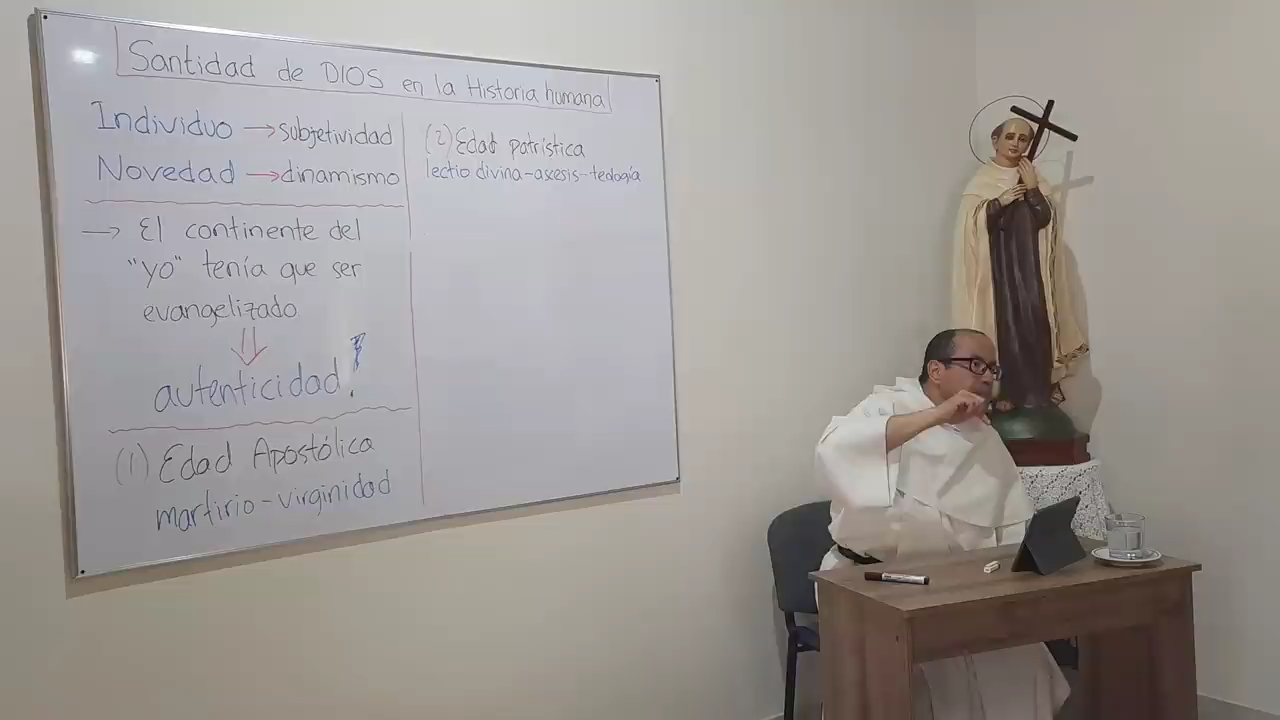 Santidad de DIOS en la Historia humana
Individuo → subjetividad
Novedad → dinamismo
→ El continente del
"yo" tenía que ser
evangelizado
autenticidad!
(1) Edad Apostólica
martirio-virginidad
(2) Edad patrística
lectio divina-ascesis-teología